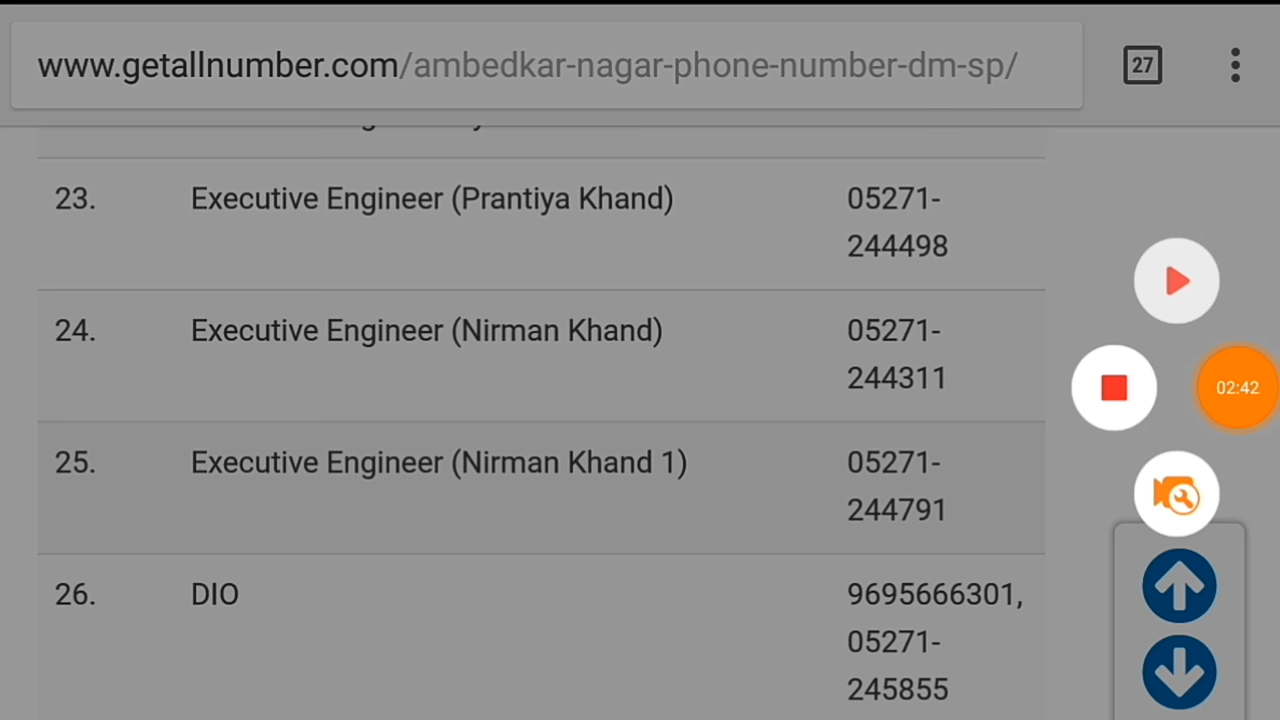 www.getallnumber.com/ambedkar-nagar-phone-number-dm-sp/
27
23. Executive Engineer (Prantiya Khand) 05271-
244498
24. Executive Engineer (Nirman Khand) 05271-
244311
02:42
25. Executive Engineer (Nirman Khand 1) 05271-
244791
26. DIO 9695666301,
05271-
245855